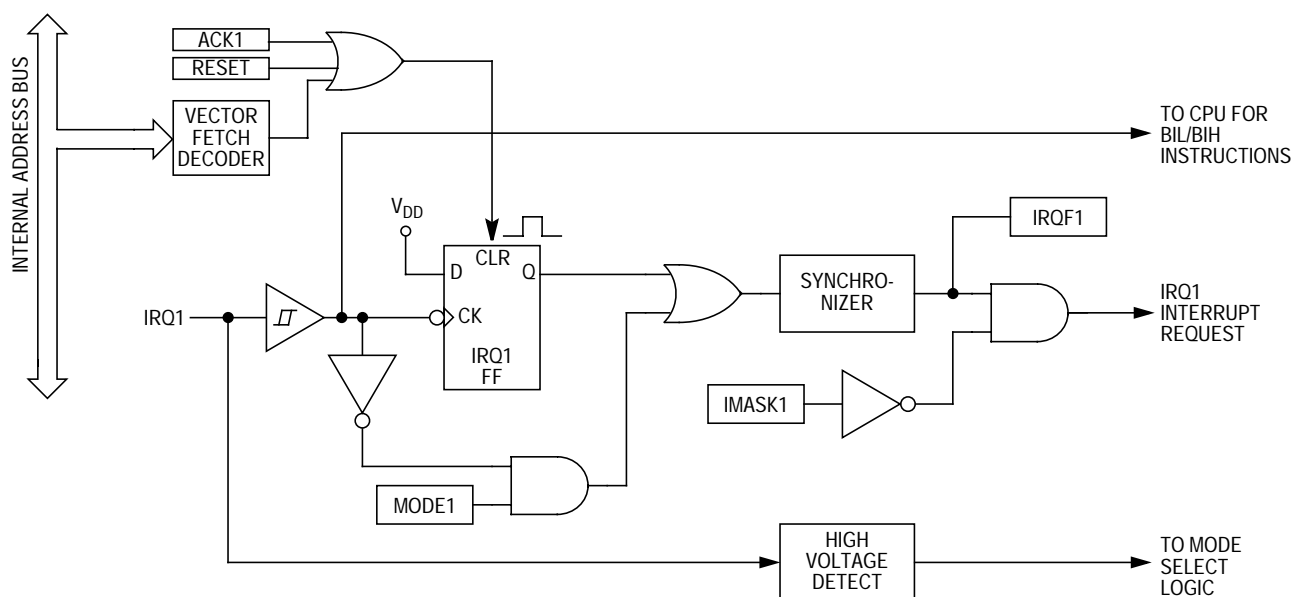 INTERNAL ADDRESS BUS
ACK1
RESET
VECTOR
FETCH
DECODER
TO CPU FOR
BIL/BIH
INSTRUCTIONS
VDD
IRQF1
CLR
D
Q
SYNCHRO-
NIZER
IRQ1
INTERRUPT
REQUEST
IRQ1
CK
IRQ1
FF
IMASK1
MODE1
HIGH
VOLTAGE
DETECT
TO MODE
SELECT
LOGIC